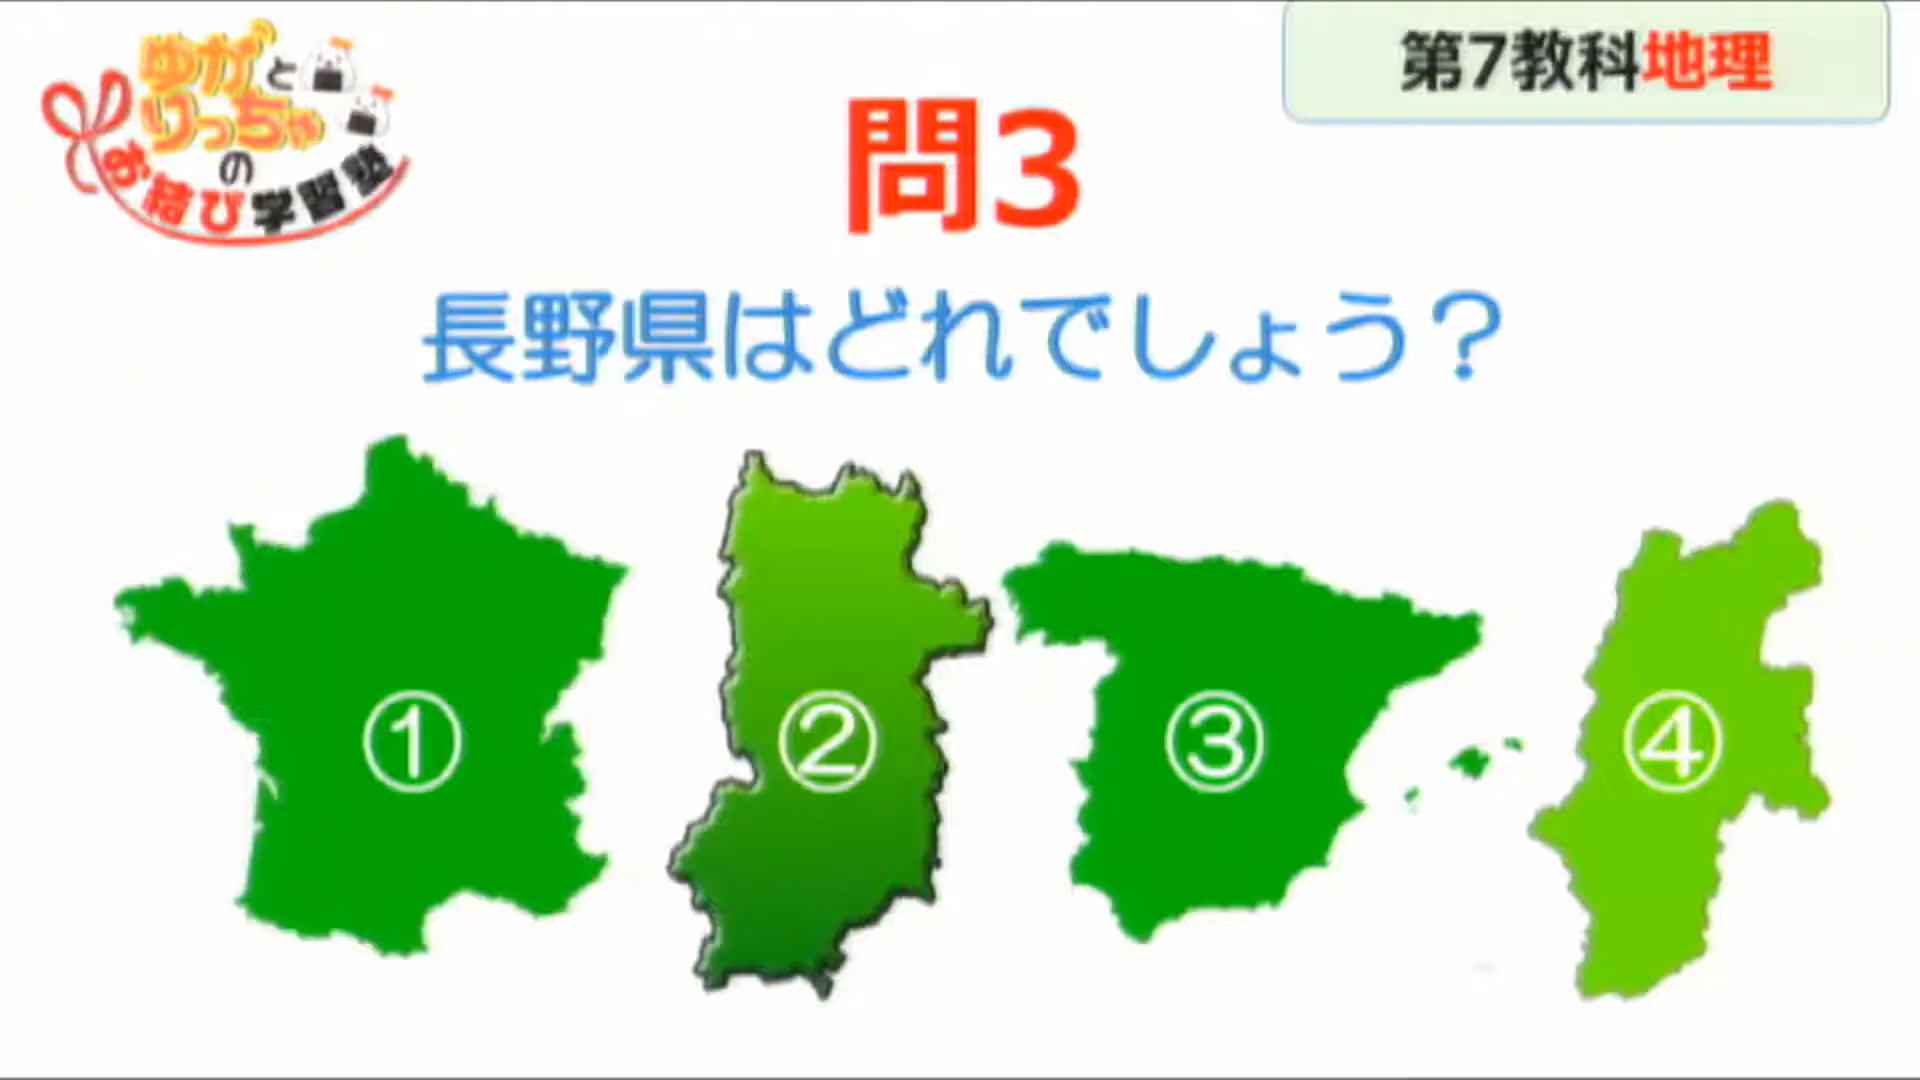 ゆがと
りっちゃの
お結び学習塾
第7教科地理
問3
長野県はどれでしょう？
①
②
③
④